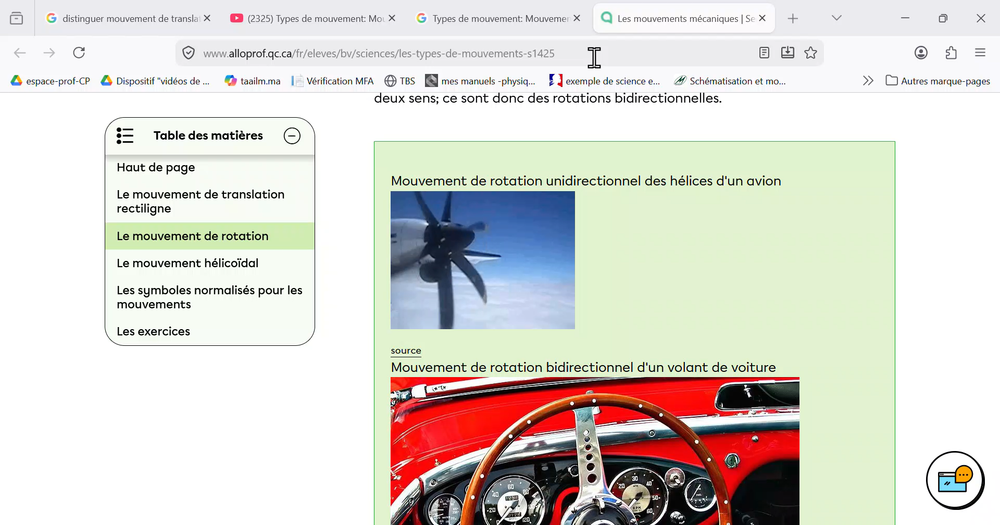 distinguer mouvement de transla
(2325) Types de mouvement: Mou
Types de mouvement: Mouvemen
Les mouvements mécaniques | Se
www.alloprof.qc.ca/fr/eleves/bv/sciences/les-types-de-mouvements-s1425
espace-prof-CP
Dispositif "vidéos de ...
taailm.ma
Vérification MFA
TBS
mes manuels -physiq...
exemple de science e...
Schématisation et mo...
Autres marque-pages
deux sens; ce sont donc des rotations bidirectionnelles.
Table des matières
Haut de page
Le mouvement de translation
rectiligne
Le mouvement de rotation
Le mouvement hélicoïdal
Les symboles normalisés pour les
mouvements
Les exercices
Mouvement de rotation unidirectionnel des hélices d'un avion
source
Mouvement de rotation bidirectionnel d'un volant de voiture